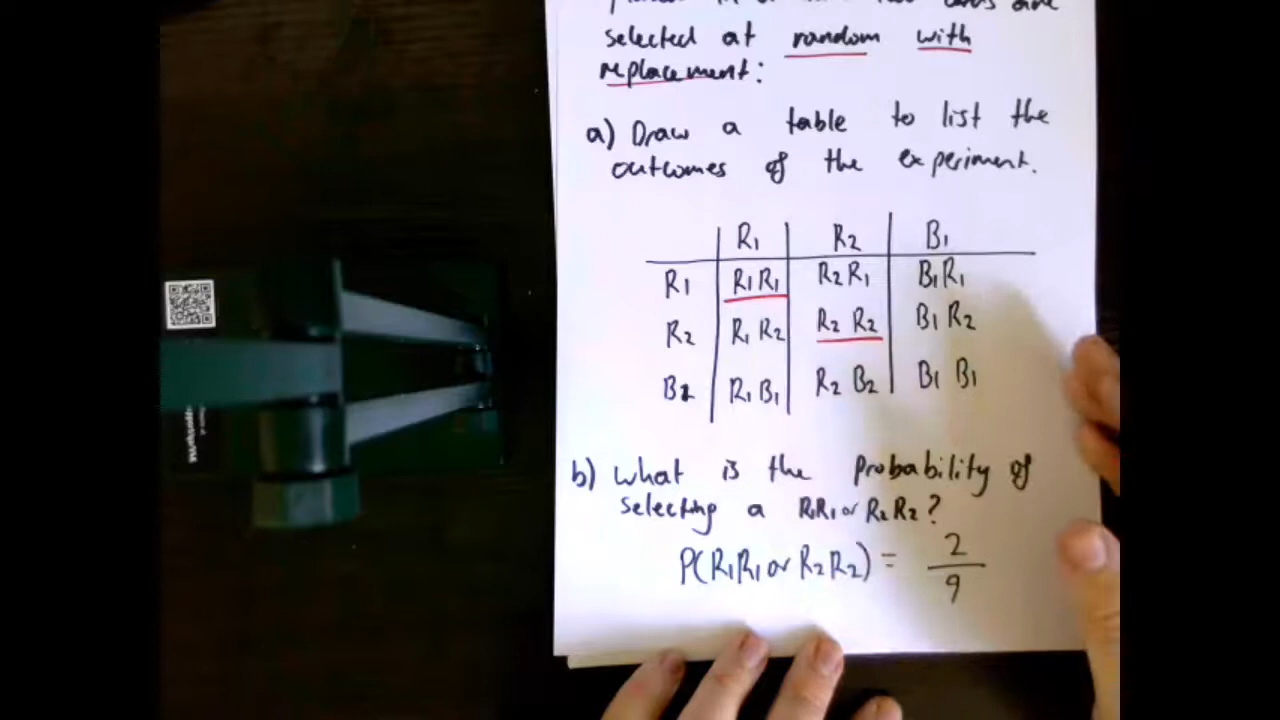 selected at random with
replacement:
a) Draw a table to list the
outcomes of the experiment.
R1 R2 B1
R1 R1R1 R2R1 B1R1
R2 R1R2 R2R2 B1R2
B2 R1B1 R2B2 B1B1
b) What is the probability of
selecting a R1R1 or R2R2?
P(R1R1 or R2R2) = 2/9